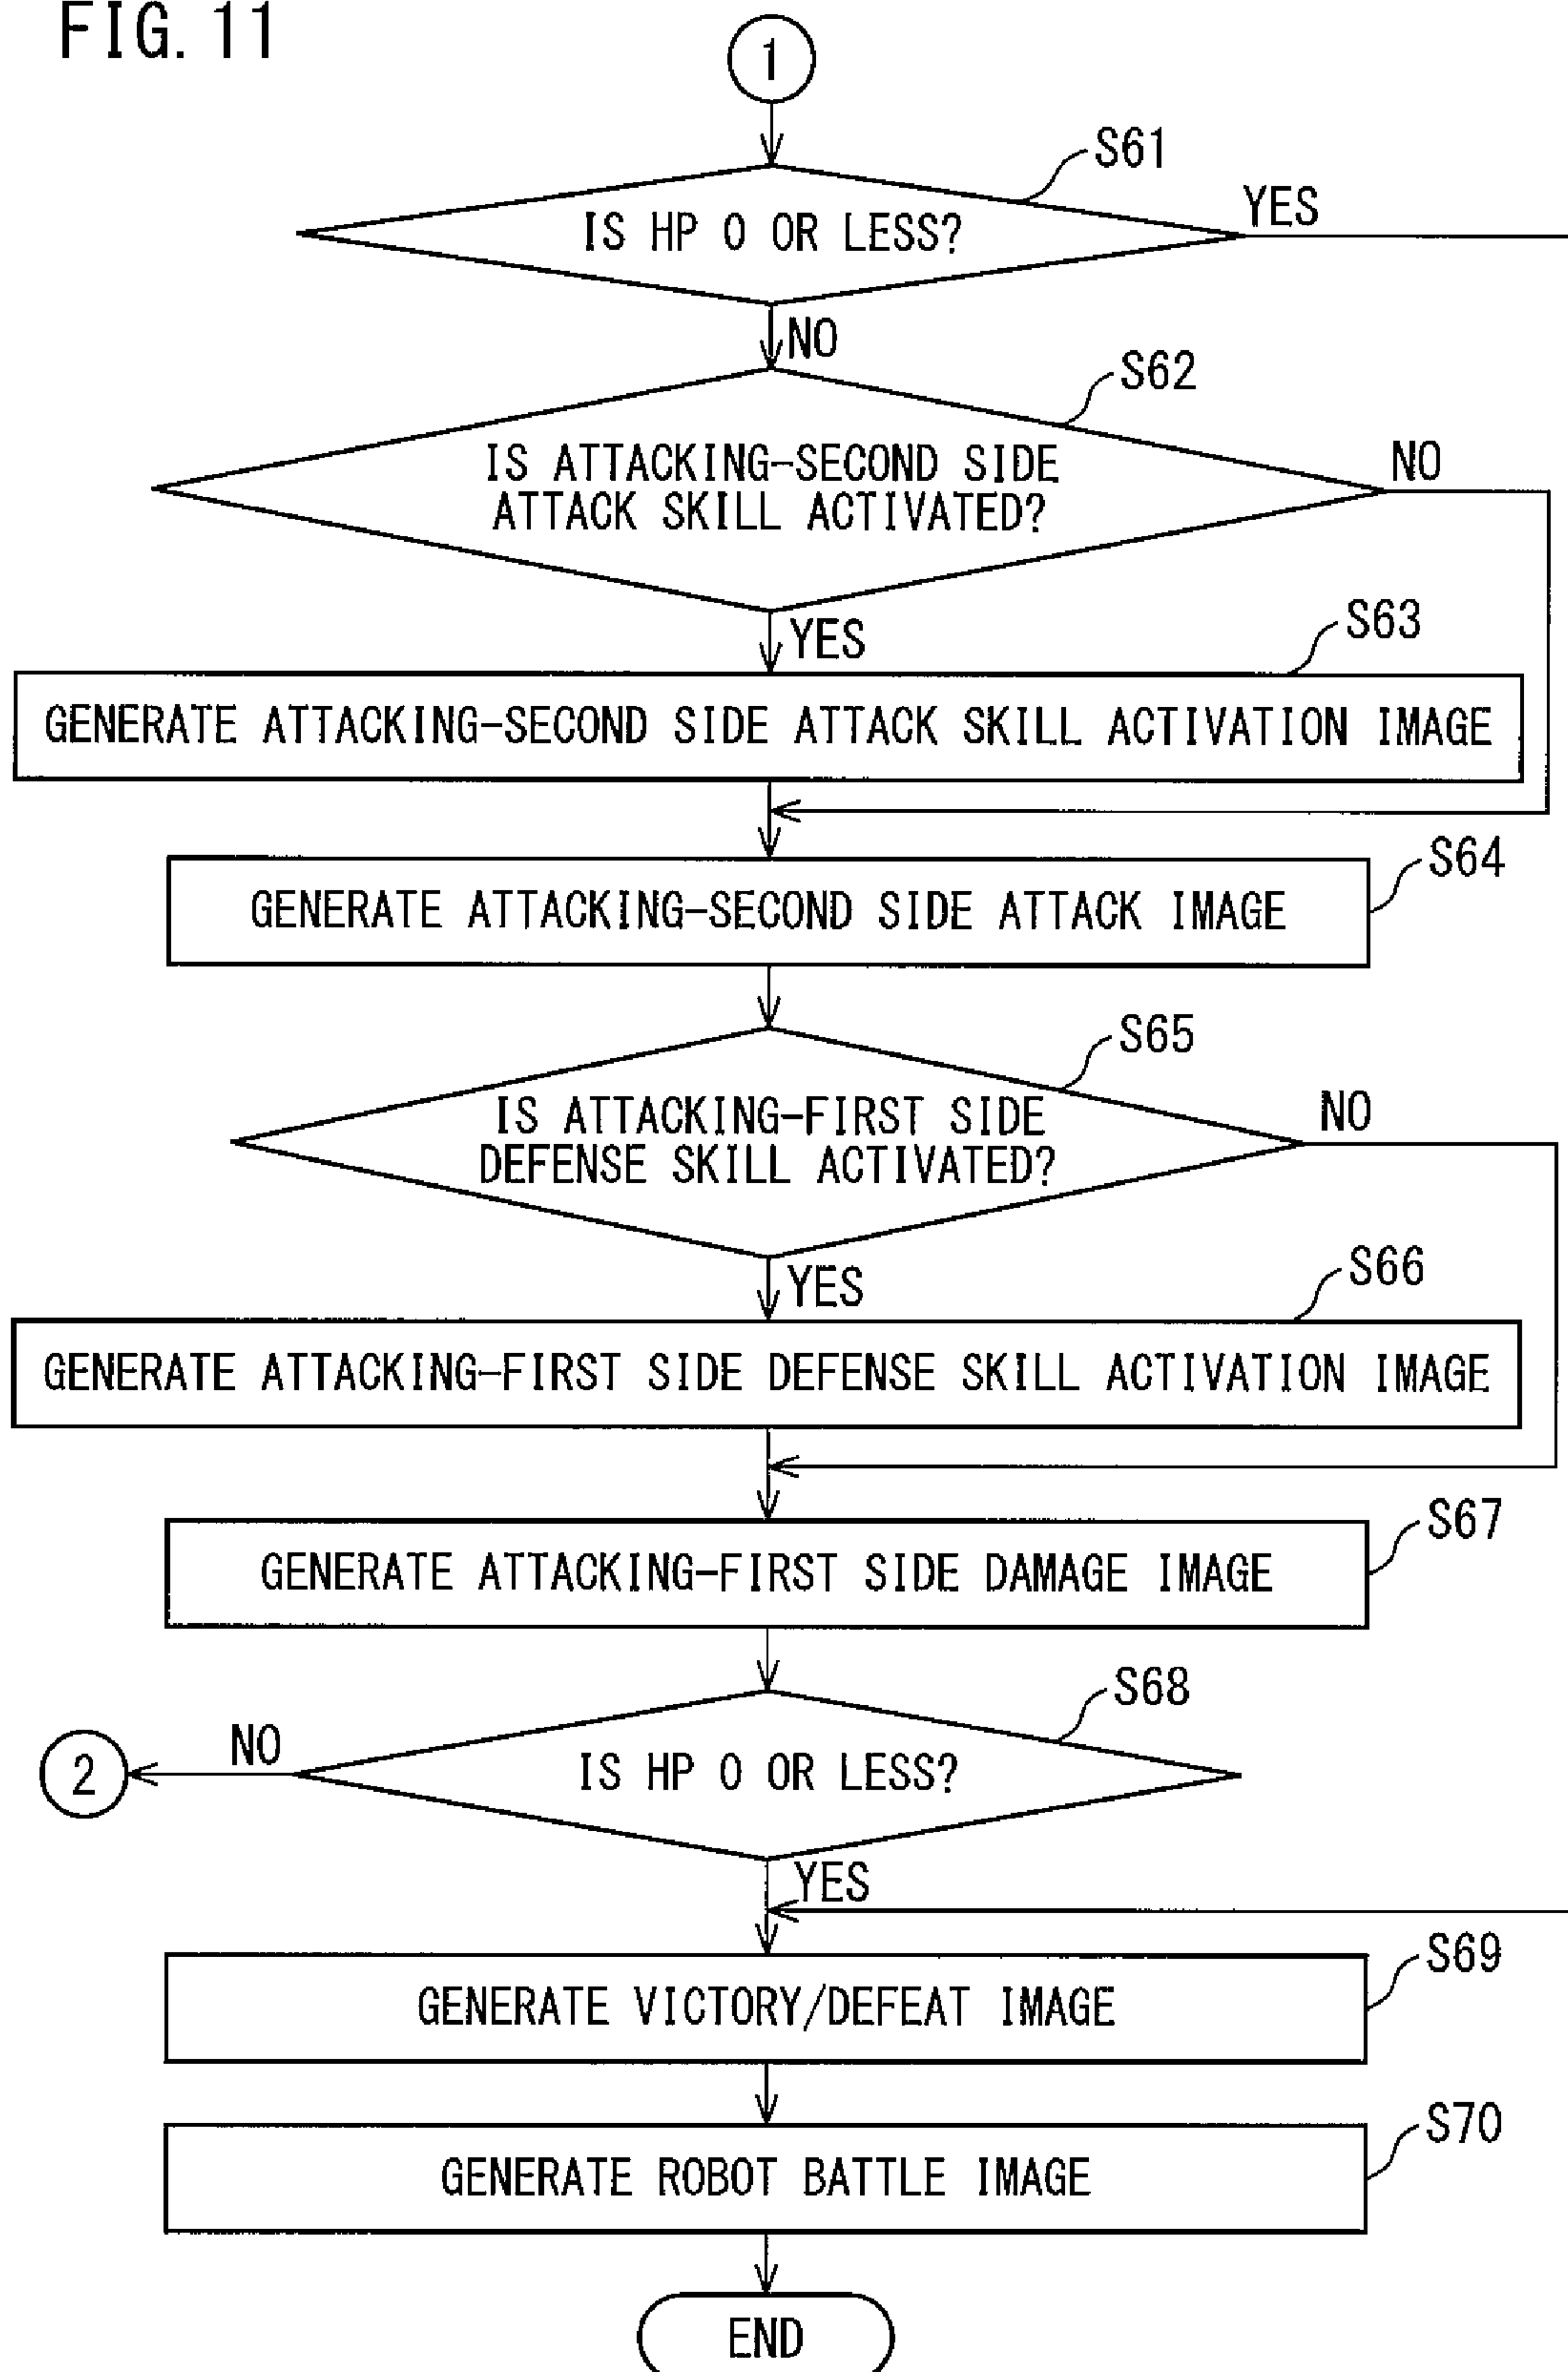 FIG. 11
1
S61
IS HP 0 OR LESS?
YES
NO
S62
IS ATTACKING-SECOND SIDE
ATTACK SKILL ACTIVATED?
NO
YES
S63
GENERATE ATTACKING-SECOND SIDE ATTACK SKILL ACTIVATION IMAGE
S64
GENERATE ATTACKING-SECOND SIDE ATTACK IMAGE
S65
IS ATTACKING-FIRST SIDE
DEFENSE SKILL ACTIVATED?
NO
YES
S66
GENERATE ATTACKING-FIRST SIDE DEFENSE SKILL ACTIVATION IMAGE
S67
GENERATE ATTACKING-FIRST SIDE DAMAGE IMAGE
S68
2
NO
IS HP 0 OR LESS?
YES
S69
GENERATE VICTORY/DEFEAT IMAGE
S70
GENERATE ROBOT BATTLE IMAGE
END